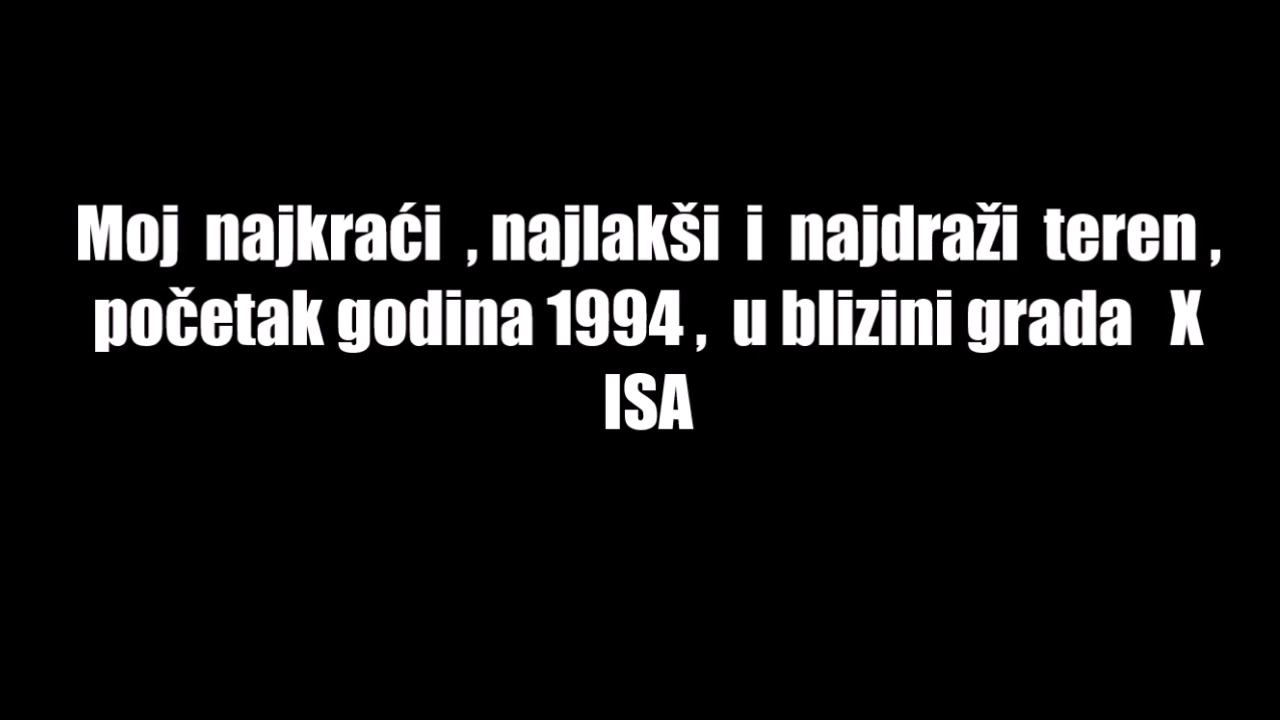 Moj najkraći , najlakši i najdraži teren ,
početak godina 1994 , u blizini grada X
ISA